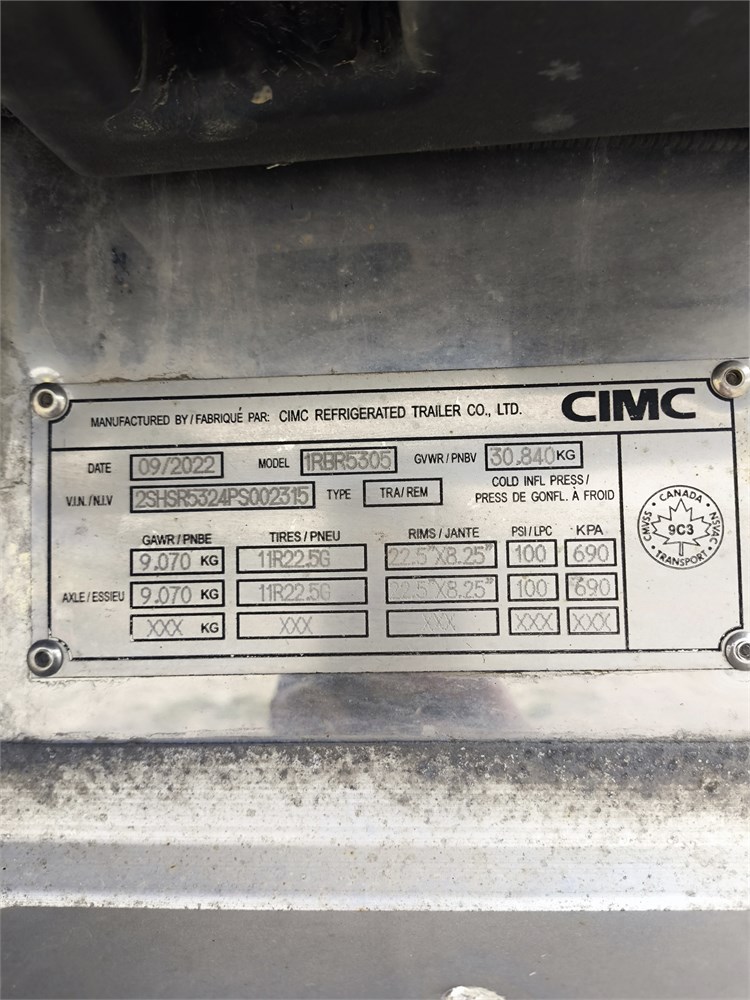 MANUFACTURED BY / FABRIQUÉ PAR: CIMC REFRIGERATED TRAILER CO., LTD. CIMC
DATE 09/2022 MODEL 1RBR5305 GVWR / PNBV 30,840 KG
V.I.N. / N.I.V 2SHSR5324PS002315 TYPE TRA / REM COLD INFL PRESS /
PRESS DE GONFL. À FROID
GAWR / PNBE TIRES / PNEU RIMS / JANTE PSI / LPC KPA
9,070 KG 11R22.5G 22.5"X8.25" 100 690
AXLE / ESSIEU 9,070 KG 11R22.5G 22.5"X8.25" 100 690
XXX KG XXX XXX XXX XXX
CANADA
CMVSS 9C3 NSVAC
TRANSPORT